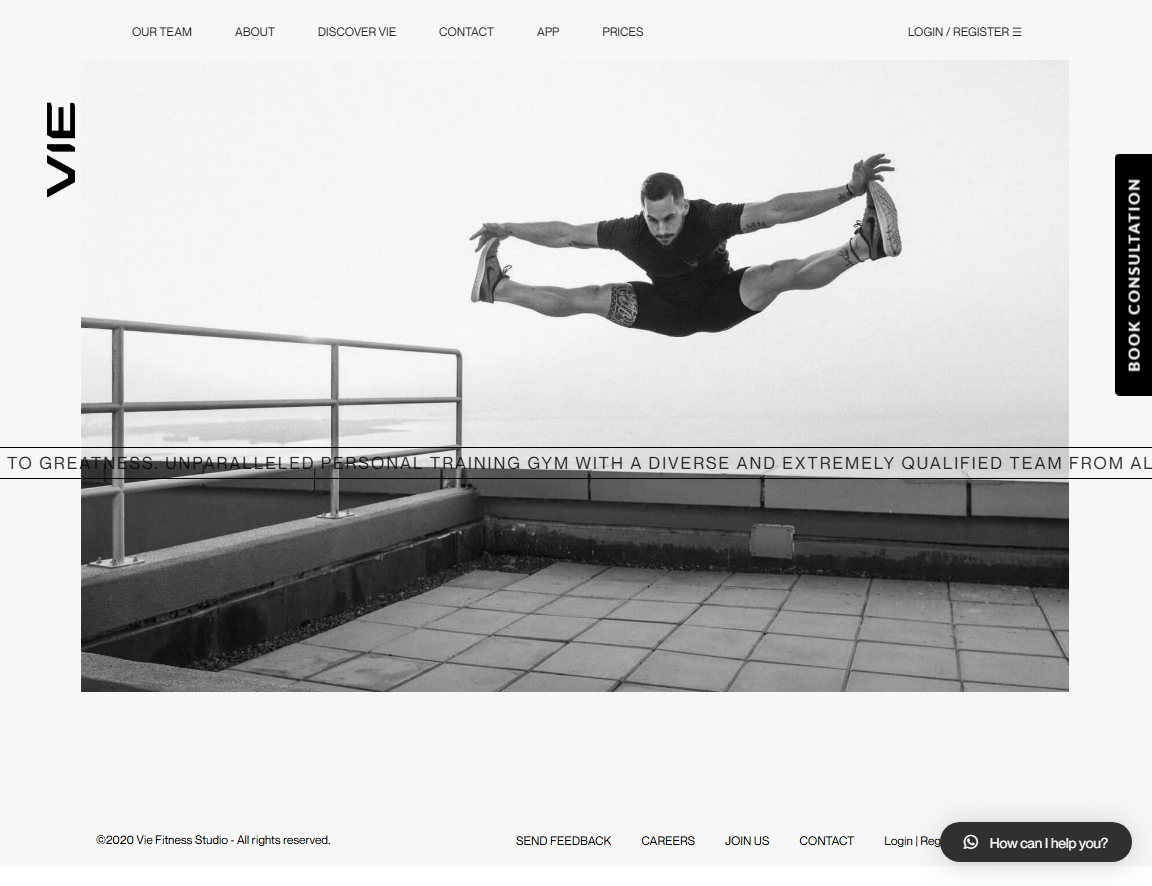 OUR TEAM ABOUT DISCOVER VIE CONTACT APP PRICES LOGIN / REGISTER ☰
VIE
BOOK CONSULTATION
TO GREATNESS. UNPARALLELED PERSONAL TRAINING GYM WITH A DIVERSE AND EXTREMELY QUALIFIED TEAM FROM AL
©2020 Vie Fitness Studio - All rights reserved. SEND FEEDBACK CAREERS JOIN US CONTACT Login | Reg
How can I help you?